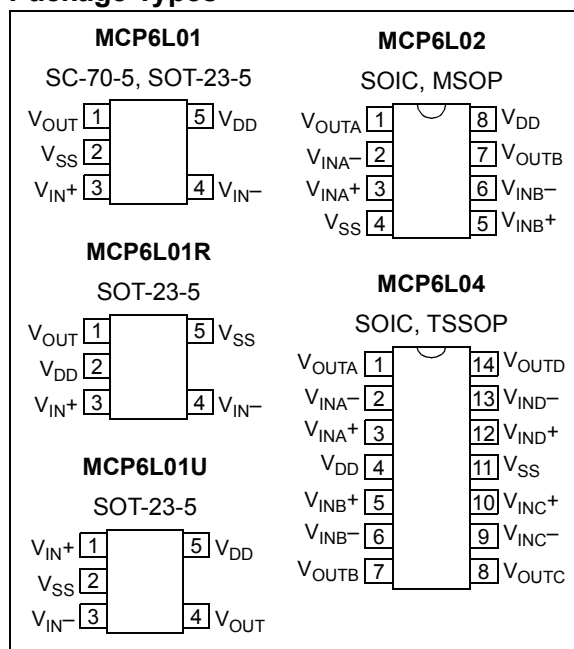 Package Types
MCP6L01
SC-70-5, SOT-23-5
VOUT 1 5 VDD
VSS 2
VIN+ 3 4 VIN–
MCP6L01R
SOT-23-5
VOUT 1 5 VSS
VDD 2
VIN+ 3 4 VIN–
MCP6L01U
SOT-23-5
VIN+ 1 5 VDD
VSS 2
VIN– 3 4 VOUT
MCP6L02
SOIC, MSOP
VOUTA 1 8 VDD
VINA– 2 7 VOUTB
VINA+ 3 6 VINB–
VSS 4 5 VINB+
MCP6L04
SOIC, TSSOP
VOUTA 1 14 VOUTD
VINA– 2 13 VIND–
VINA+ 3 12 VIND+
VDD 4 11 VSS
VINB+ 5 10 VINC+
VINB– 6 9 VINC–
VOUTB 7 8 VOUTC